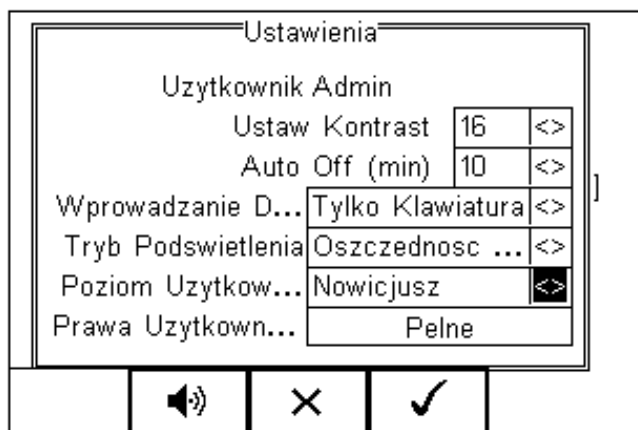 Ustawienia
Uzytkownik Admin
Ustaw Kontrast 16 <>
Auto Off (min) 10 <>
Wprowadzanie D... Tylko Klawiatura <>
Tryb Podswietlenia Oszczednosc ... <>
Poziom Uzytkow... Nowicjusz <>
Prawa Uzytkown... Pelne
]